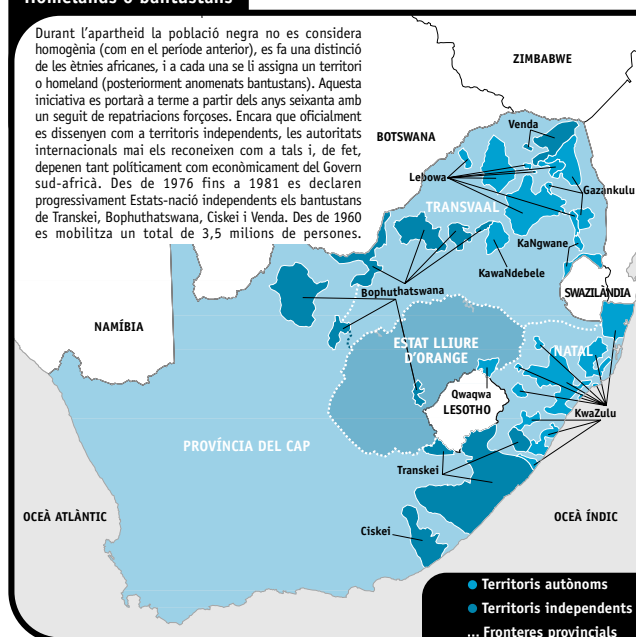 Homelands o bantustans
Durant l'apartheid la població negra no es considera
homogènia (com en el període anterior), es fa una distinció
de les ètnies africanes, i a cada una se li assigna un territori
o homeland (posteriorment anomenats bantustans). Aquesta
iniciativa es portarà a terme a partir dels anys seixanta amb
un seguit de repatriacions forçoses. Encara que oficialment
es dissenyen com a territoris independents, les autoritats
internacionals mai els reconeixen com a tals i, de fet,
depenen tant políticament com econòmicament del Govern
sud-africà. Des de 1976 fins a 1981 es declaren
progressivament Estats-nació independents els bantustans
de Transkei, Bophuthatswana, Ciskei i Venda. Des de 1960
es mobilitza un total de 3,5 milions de persones.
ZIMBABWE
Venda
BOTSWANA
Lebowa
Gazankulu
TRANSVAAL
KaNgwane
KawaNdebele
Bophuthatswana
SWAZILÀNDIA
NAMÍBIA
ESTAT LLIURE
D'ORANGE
NATAL
Qwaqwa
LESOTHO
KwaZulu
PROVÍNCIA DEL CAP
Transkei
OCEÀ ATLÀNTIC
OCEÀ ÍNDIC
Ciskei
Territoris autònoms
Territoris independents
... Fronteres provincials